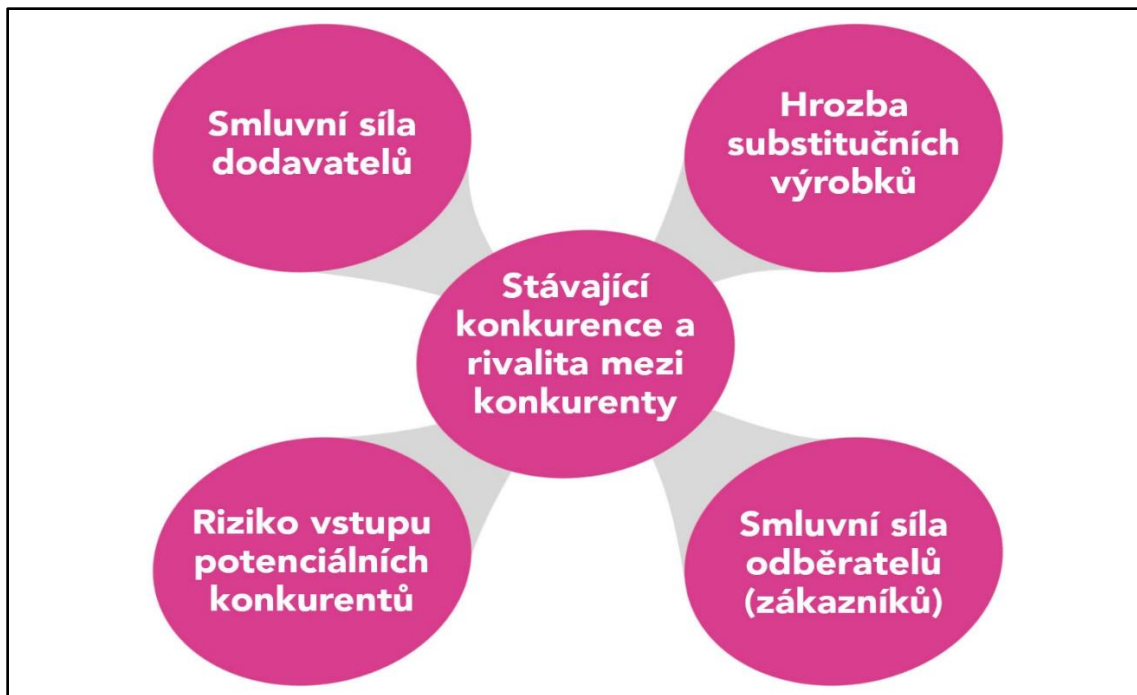 Smluvní síla
dodavatelů
Hrozba
substitučních
výrobků
Stávající
konkurence a
rivalita mezi
konkurenty
Riziko vstupu
potenciálních
konkurentů
Smluvní síla
odběratelů
(zákazníků)